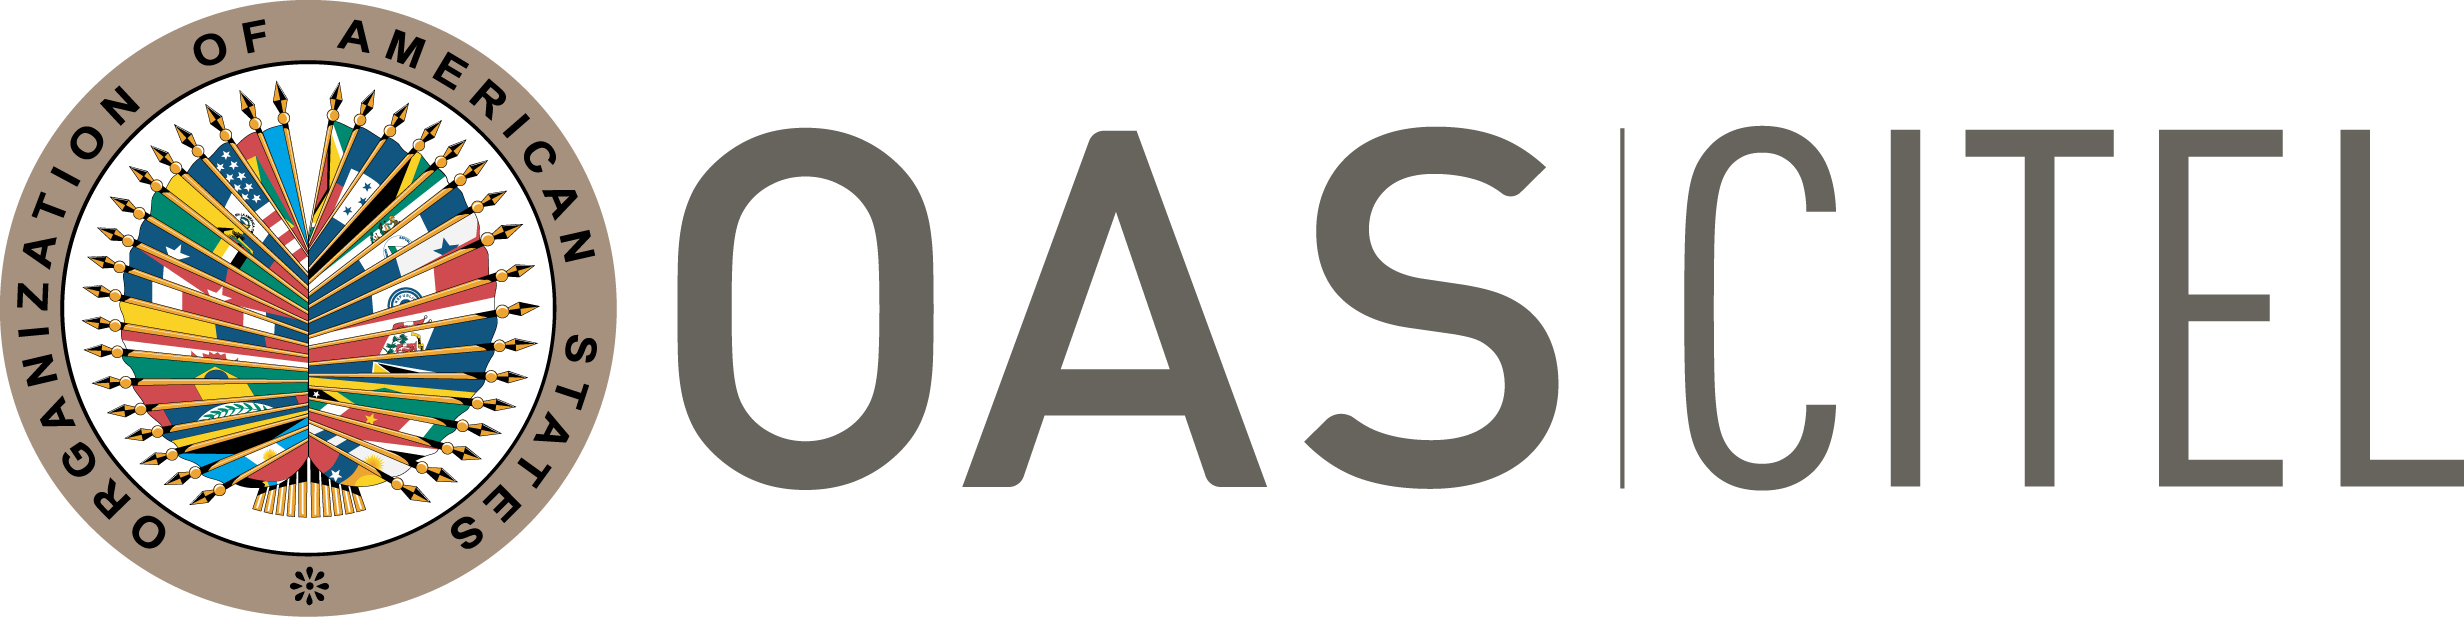 ORGANIZATION OF AMERICAN STATES
OAS | CITEL